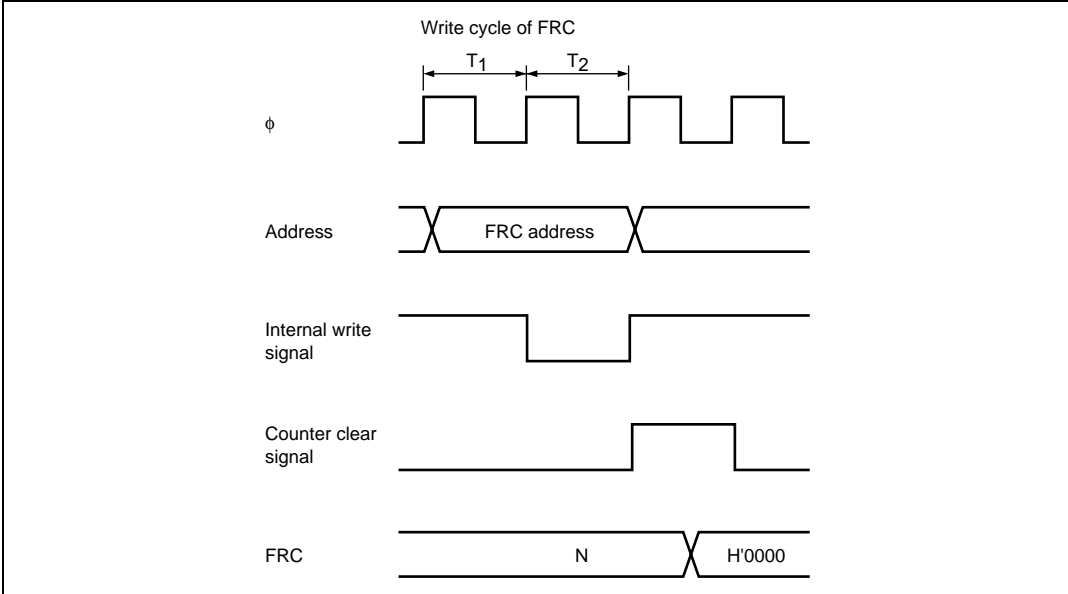 Write cycle of FRC
T1 T2
ϕ
Address
FRC address
Internal write
signal
Counter clear
signal
FRC
N
H'0000